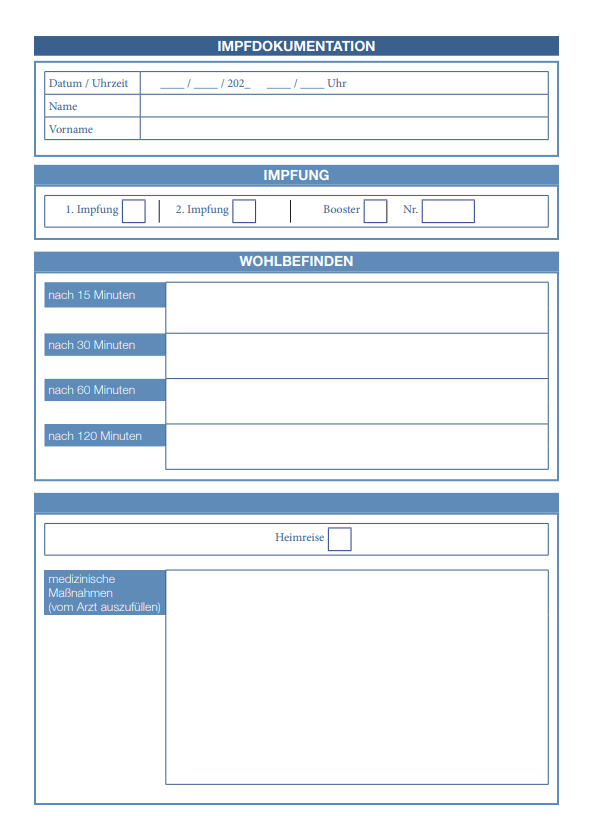 IMPFDOKUMENTATION
Datum / Uhrzeit ____ / ____ / 202_ ____ / ____ Uhr
Name
Vorname
IMPFUNG
1. Impfung 2. Impfung Booster Nr.
WOHLBEFINDEN
nach 15 Minuten
nach 30 Minuten
nach 60 Minuten
nach 120 Minuten
Heimreise
medizinische
Maßnahmen
(vom Arzt auszufüllen)